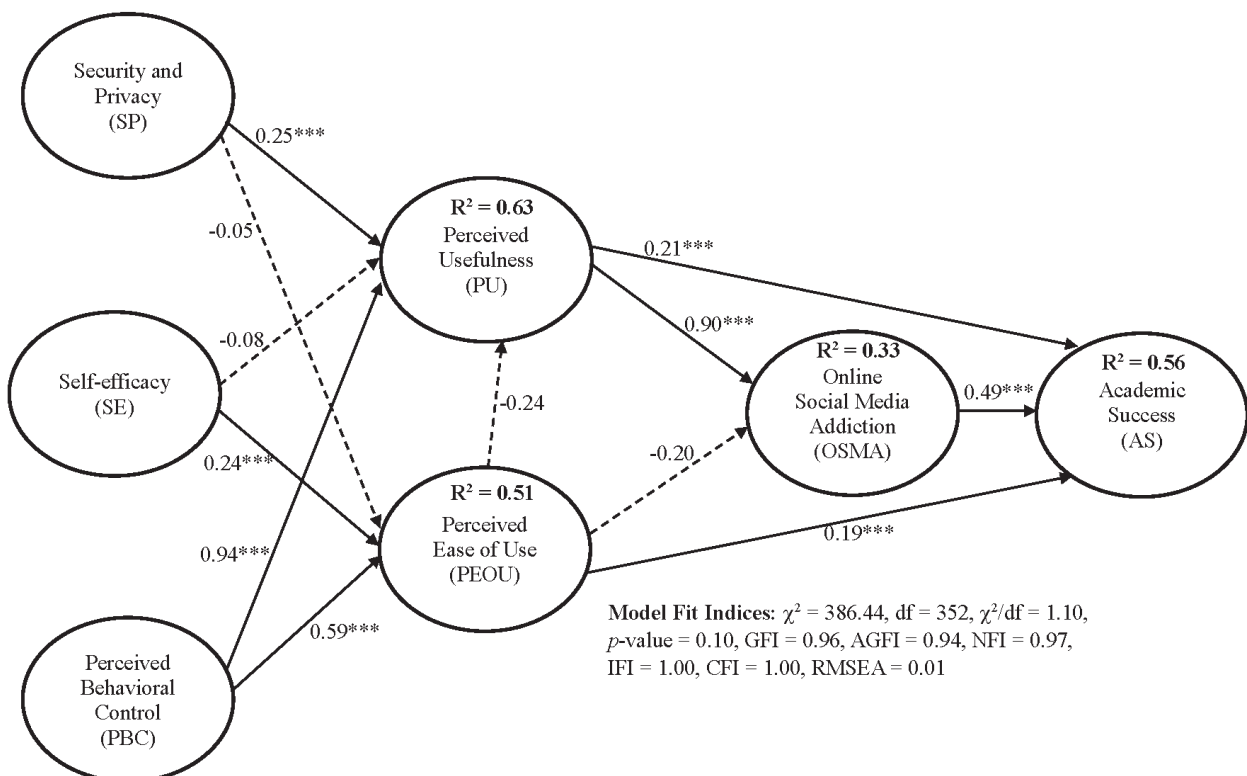 Security and
Privacy
(SP)
0.25***
-0.05
R² = 0.63
Perceived
Usefulness
(PU)
0.21***
-0.08
0.90***
Self-efficacy
(SE)
R² = 0.33
Online
Social Media
Addiction
(OSMA)
0.49***
R² = 0.56
Academic
Success
(AS)
-0.24
-0.20
0.24***
R² = 0.51
Perceived
Ease of Use
(PEOU)
0.19***
0.94***
0.59***
Perceived
Behavioral
Control
(PBC)
Model Fit Indices: χ² = 386.44, df = 352, χ²/df = 1.10,
p-value = 0.10, GFI = 0.96, AGFI = 0.94, NFI = 0.97,
IFI = 1.00, CFI = 1.00, RMSEA = 0.01